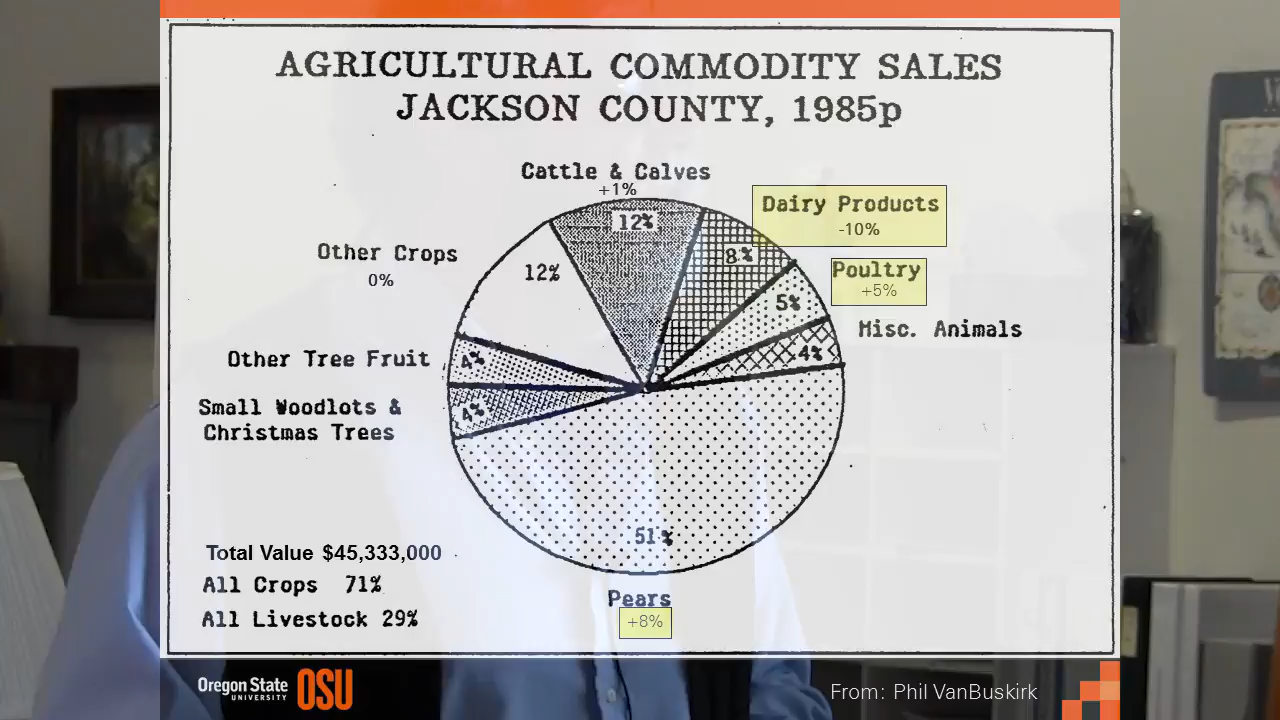 AGRICULTURAL COMMODITY SALES
JACKSON COUNTY, 1985p
Cattle & Calves
+1%
12%
Dairy Products
-10%
8%
Poultry
+5%
5%
Misc. Animals
4%
Other Crops
0%
12%
Other Tree Fruit
4%
Small Woodlots &
Christmas Trees
4%
51%
Pears
+8%
Total Value $45,333,000
All Crops 71%
All Livestock 29%
Oregon State
UNIVERSITY
OSU
From: Phil VanBuskirk